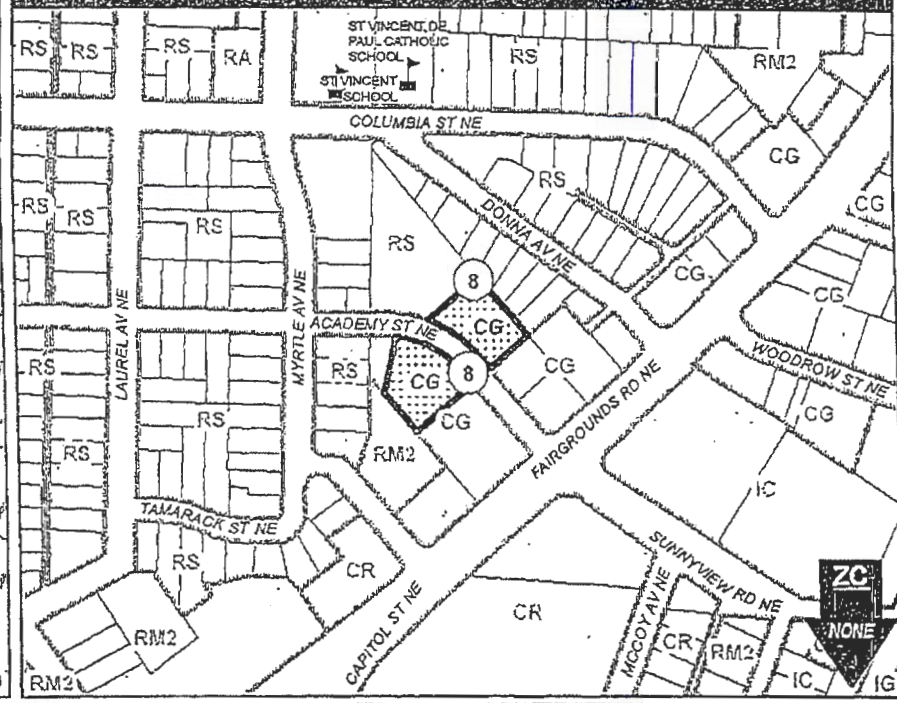 ST VINCENT DE
PAUL CATHOLIC
SCHOOL
ST VINCENT
SCHOOL
RS
RS
RS
RA
RS
RM2
COLUMBIA ST NE
CG
CG
RS
RS
RS
RS
RS
DONNA AV NE
CG
CG
8
CG
ACADEMY ST NE
LAUREL AV NE
MYRTLE AV NE
RS
RS
CG
8
CG
CG
WOODROW ST NE
CG
FAIRGROUNDS RD NE
RS
RS
RM2
IC
TAMARACK ST NE
RS
CR
SUNNYVIEW RD NE
ZC
NONE
CAPITOL ST NE
CR
MCCOY AV NE
CR
RM2
RM2
RM2
IC
IG